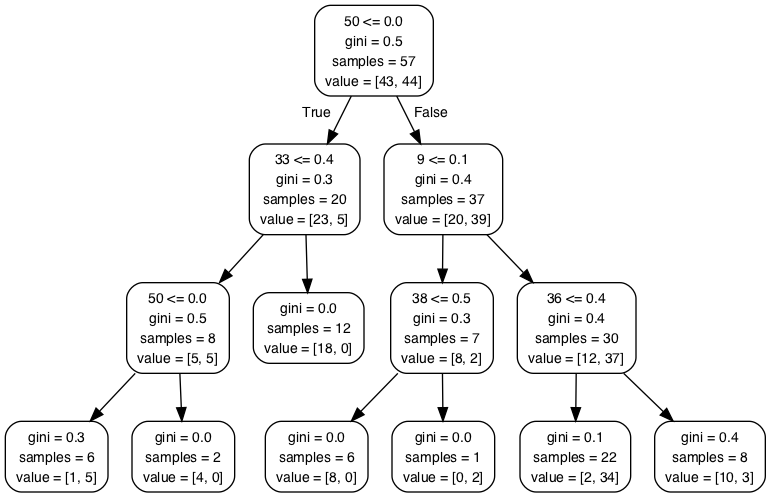 50 <= 0.0
gini = 0.5
samples = 57
value = [43, 44]
True
False
33 <= 0.4
gini = 0.3
samples = 20
value = [23, 5]
9 <= 0.1
gini = 0.4
samples = 37
value = [20, 39]
50 <= 0.0
gini = 0.5
samples = 8
value = [5, 5]
gini = 0.0
samples = 12
value = [18, 0]
38 <= 0.5
gini = 0.3
samples = 7
value = [8, 2]
36 <= 0.4
gini = 0.4
samples = 30
value = [12, 37]
gini = 0.3
samples = 6
value = [1, 5]
gini = 0.0
samples = 2
value = [4, 0]
gini = 0.0
samples = 6
value = [8, 0]
gini = 0.0
samples = 1
value = [0, 2]
gini = 0.1
samples = 22
value = [2, 34]
gini = 0.4
samples = 8
value = [10, 3]